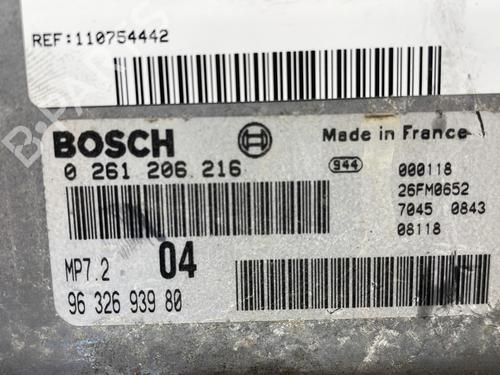 REF:110754442
BOSCH
Made in France
0 261 206 216
944
000118
26FM0652
7045 0843
08118
MP7.2 04
96 326 939 80